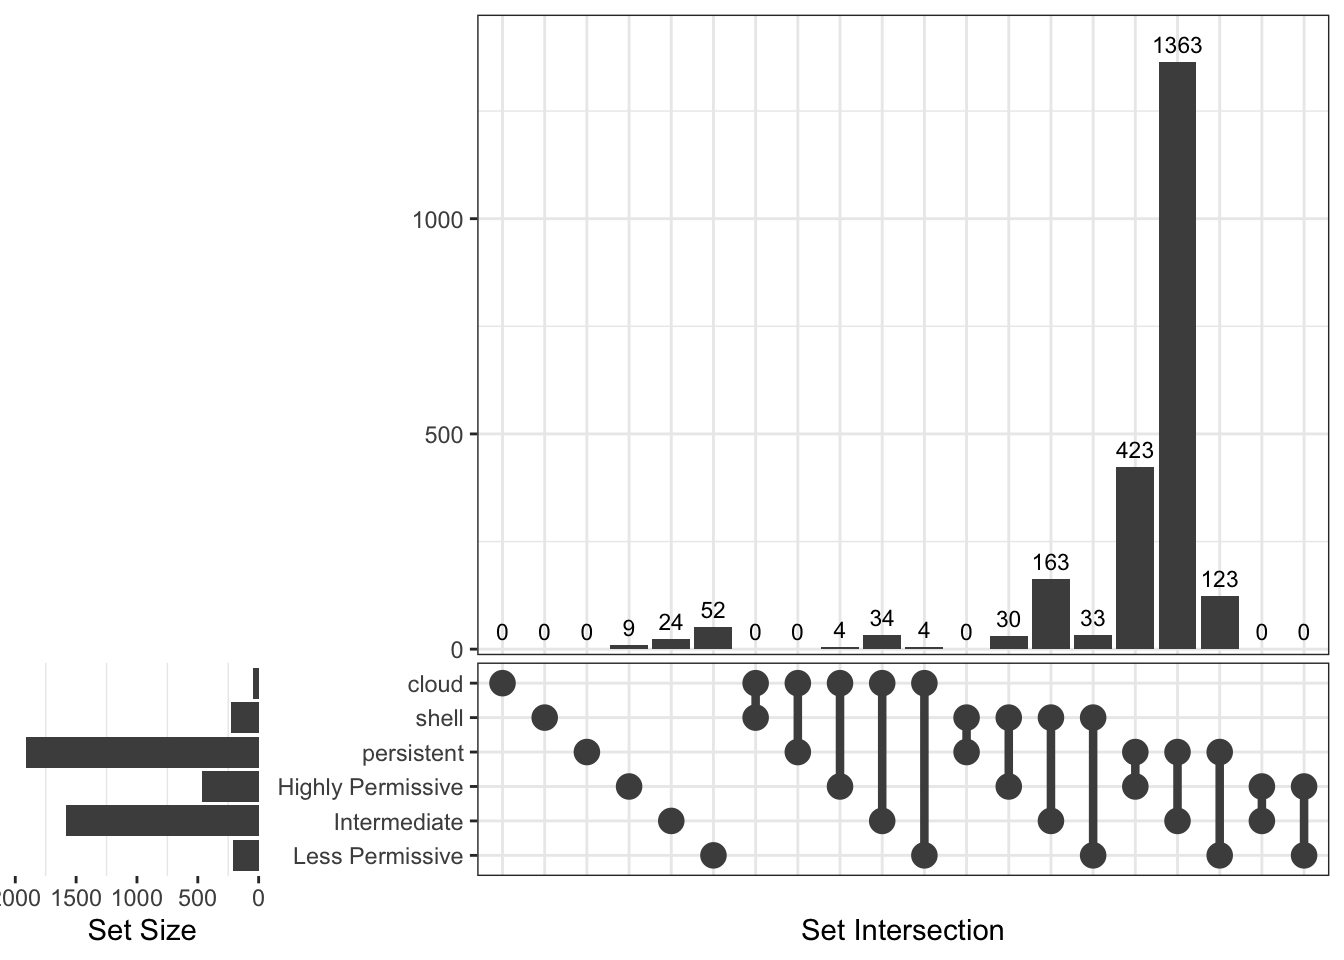 1363
1000
500
423
163
123
52
34
33
30
24
9
4
4
0
0
0
0
0
0
0
0
0
cloud
shell
persistent
Highly Permissive
Intermediate
Less Permissive
2000 1500 1000 500 0
Set Size
Set Intersection